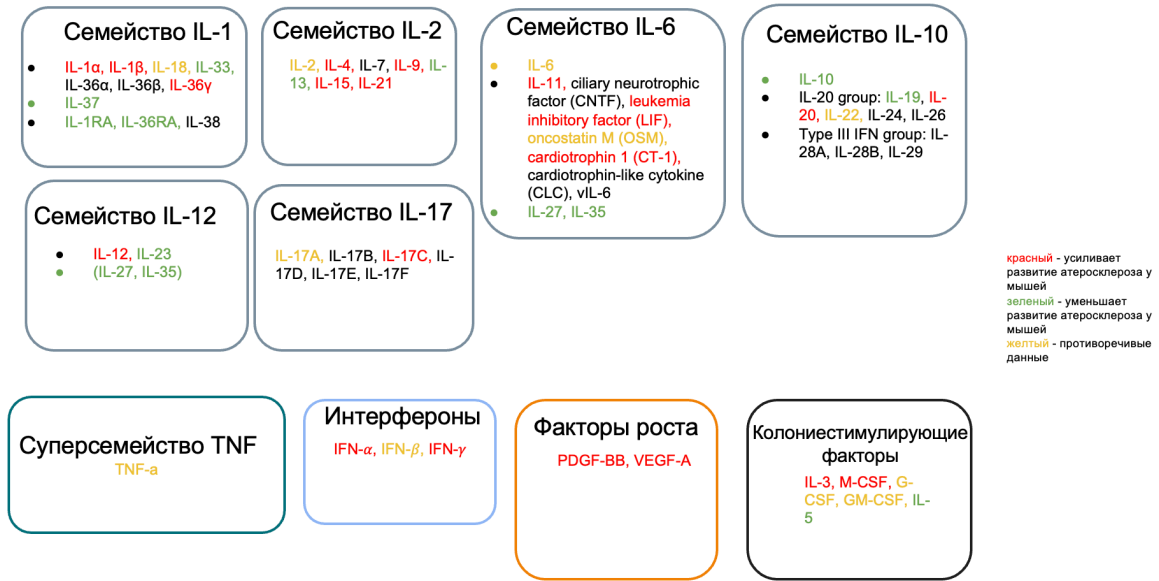 Семейство IL-1
IL-1α, IL-1β, IL-18, IL-33,
IL-36α, IL-36β, IL-36γ
IL-37
IL-1RA, IL-36RA, IL-38
Семейство IL-2
IL-2, IL-4, IL-7, IL-9, IL-
13, IL-15, IL-21
Семейство IL-6
IL-6
IL-11, ciliary neurotrophic
factor (CNTF), leukemia
inhibitory factor (LIF),
oncostatin M (OSM),
cardiotrophin 1 (CT-1),
cardiotrophin-like cytokine
(CLC), vIL-6
IL-27, IL-35
Семейство IL-10
IL-10
IL-20 group: IL-19, IL-
20, IL-22, IL-24, IL-26
Type III IFN group: IL-
28A, IL-28B, IL-29
Семейство IL-12
IL-12, IL-23
(IL-27, IL-35)
Семейство IL-17
IL-17A, IL-17B, IL-17C, IL-
17D, IL-17E, IL-17F
красный - усиливает
развитие атеросклероза у
мышей
зеленый - уменьшает
развитие атеросклероза у
мышей
желтый - противоречивые
данные
Суперсемейство TNF
TNF-a
Интерфероны
IFN-α, IFN-β, IFN-γ
Факторы роста
PDGF-BB, VEGF-A
Колониестимулирующие
факторы
IL-3, M-CSF, G-
CSF, GM-CSF, IL-
5